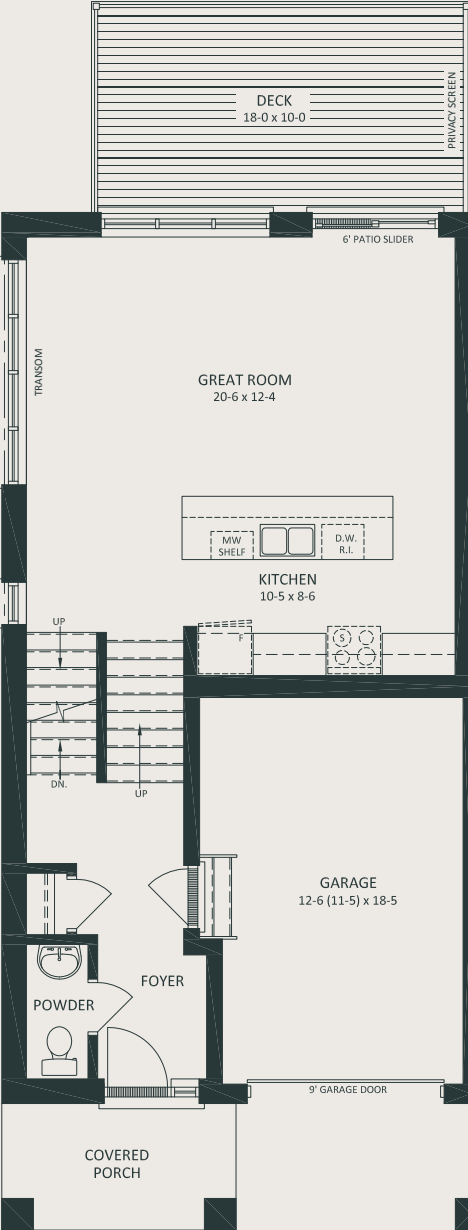 DECK
18-0 x 10-0
PRIVACY SCREEN
6' PATIO SLIDER
TRANSOM
GREAT ROOM
20-6 x 12-4
MW
SHELF
D.W.
R.I.
KITCHEN
10-5 x 8-6
UP
F
S
DN.
UP
GARAGE
12-6 (11-5) x 18-5
FOYER
POWDER
9' GARAGE DOOR
COVERED
PORCH